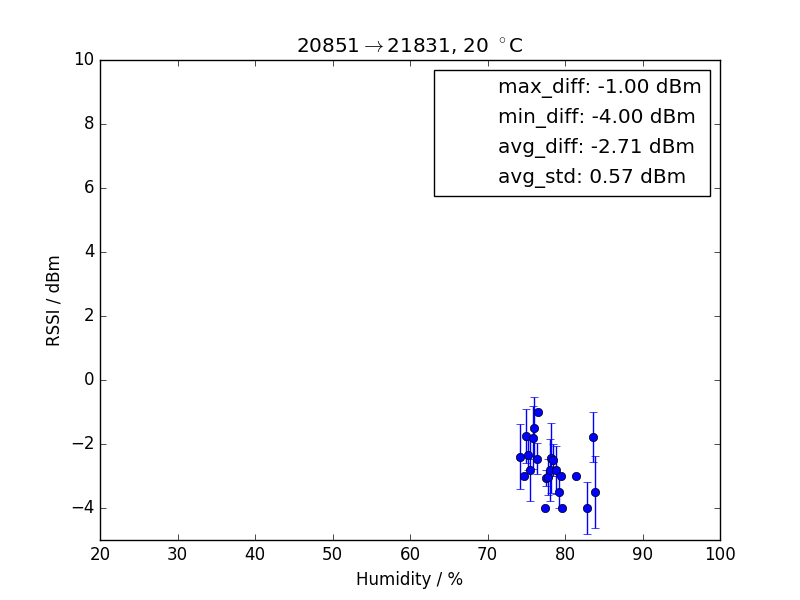 20851→21831, 20 °C
max_diff: -1.00 dBm
min_diff: -4.00 dBm
avg_diff: -2.71 dBm
avg_std: 0.57 dBm
10
8
6
4
2
0
−2
−4
RSSI / dBm
20 30 40 50 60 70 80 90 100
Humidity / %